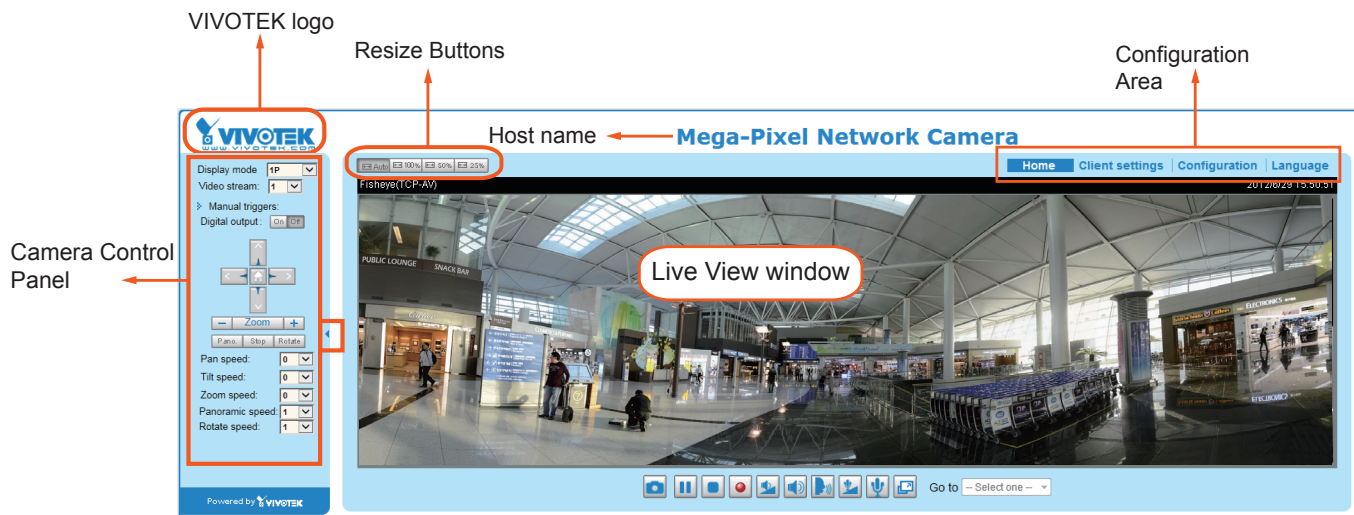 VIVOTEK logo
Resize Buttons
Configuration
Area
VIVOTEK
WWW.VIVOTEK.COM
Host name
Mega-Pixel Network Camera
Auto 100% 50% 25%
Home Client settings Configuration Language
Fisheye(TCP-AV)
2012/6/29 15:50:51
Display mode 1P
Video stream: 1
Manual triggers:
Digital output: On Off
Camera Control
Panel
Zoom
Pano. Stop Rotate
Pan speed: 0
Tilt speed: 0
Zoom speed: 0
Panoramic speed: 1
Rotate speed: 1
Powered by VIVOTEK
PUBLIC LOUNGE
SNACK BAR
Live View window
ELECTRONICS
Go to -- Select one --